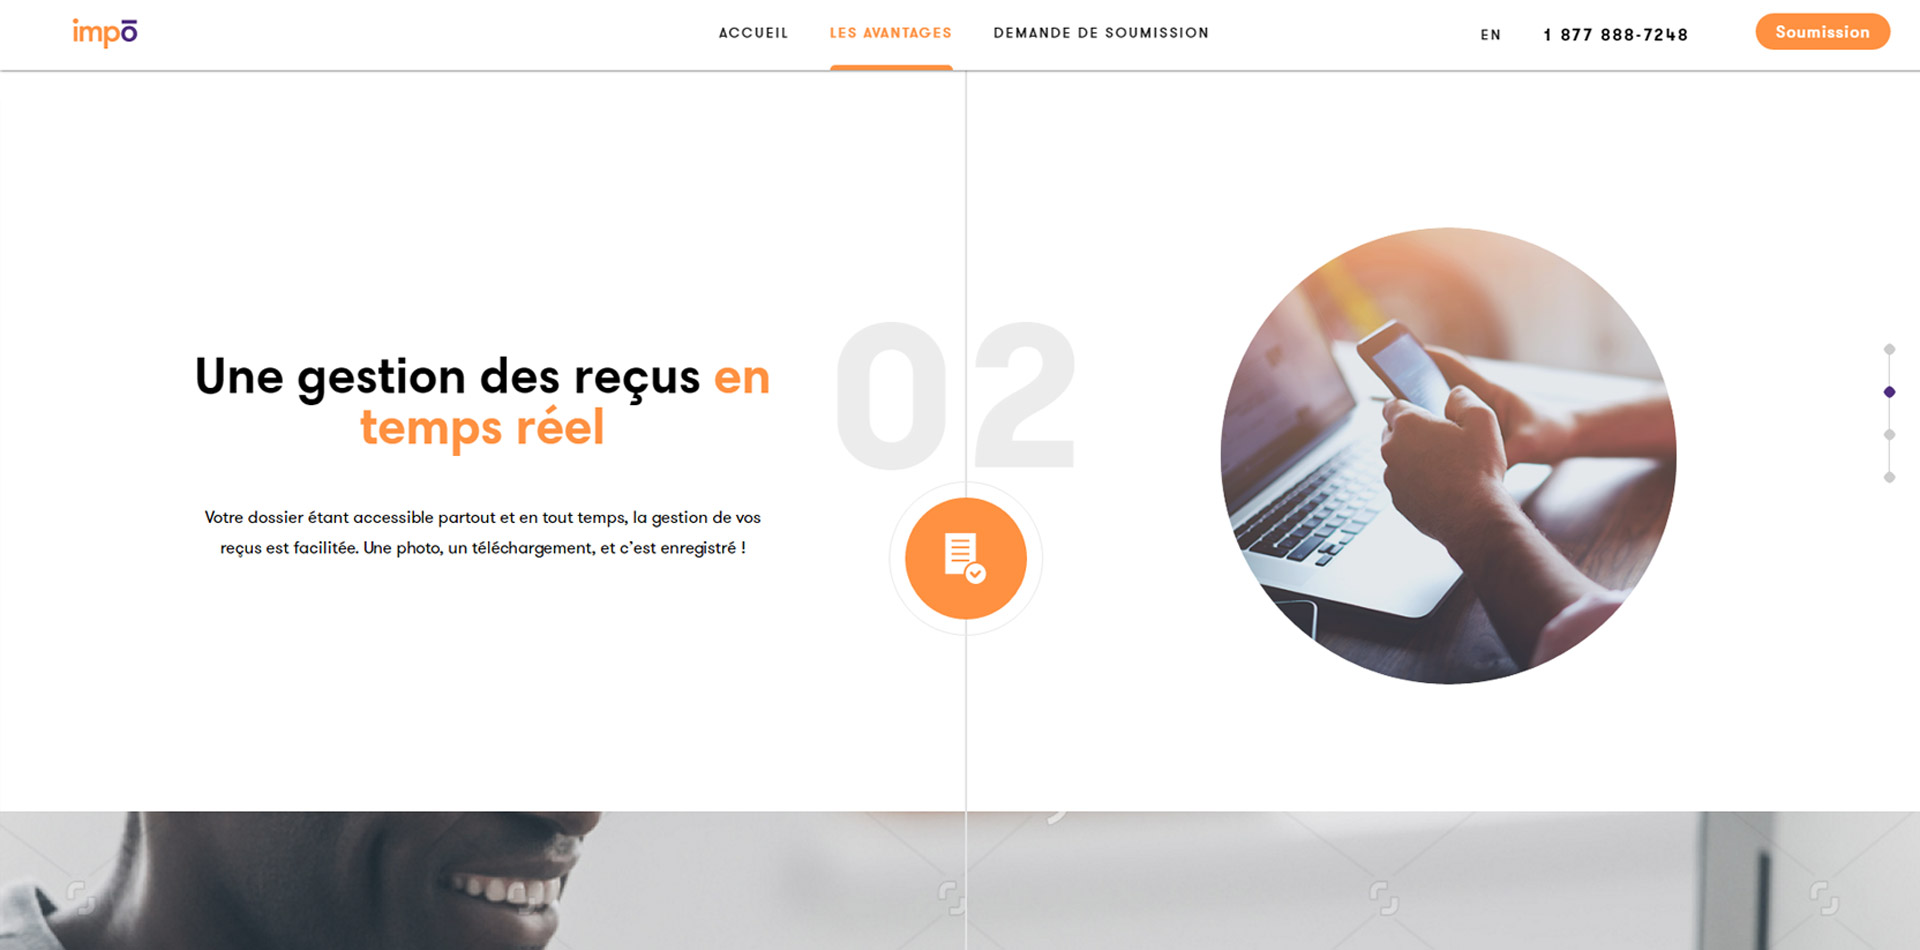 impō
ACCUEIL
LES AVANTAGES
DEMANDE DE SOUMISSION
EN
1 877 888-7248
Soumission
Une gestion des reçus en
temps réel
02
Votre dossier étant accessible partout et en tout temps, la gestion de vos
reçus est facilitée. Une photo, un téléchargement, et c’est enregistré !